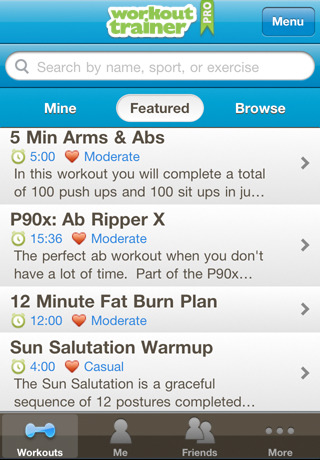 workout
trainer
PRO
Menu
Search by name, sport, or exercise
Mine Featured Browse
5 Min Arms & Abs
5:00 Moderate
In this workout you will complete a total
of 100 push ups and 100 sit ups in ju...
P90x: Ab Ripper X
15:36 Moderate
The perfect ab workout when you don't
have a lot of time. Part of the P90x...
12 Minute Fat Burn Plan
12:00 Moderate
Sun Salutation Warmup
4:00 Casual
The Sun Salutation is a graceful
sequence of 12 postures completed...
Workouts Me Friends More